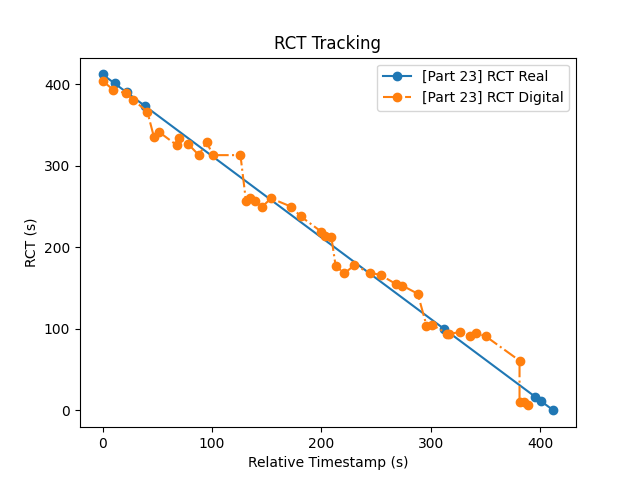 RCT Tracking
[Part 23] RCT Real
[Part 23] RCT Digital
RCT (s)
400
300
200
100
0
0 100 200 300 400
Relative Timestamp (s)